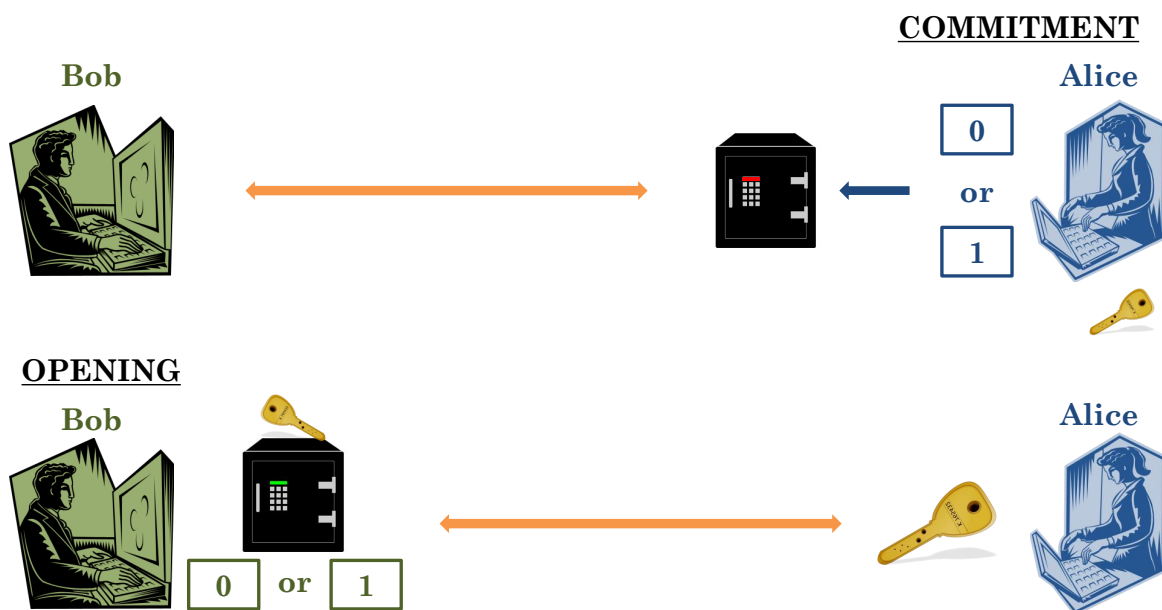 COMMITMENT
Bob
Alice
0
or
1
OPENING
Bob
Alice
0 or 1